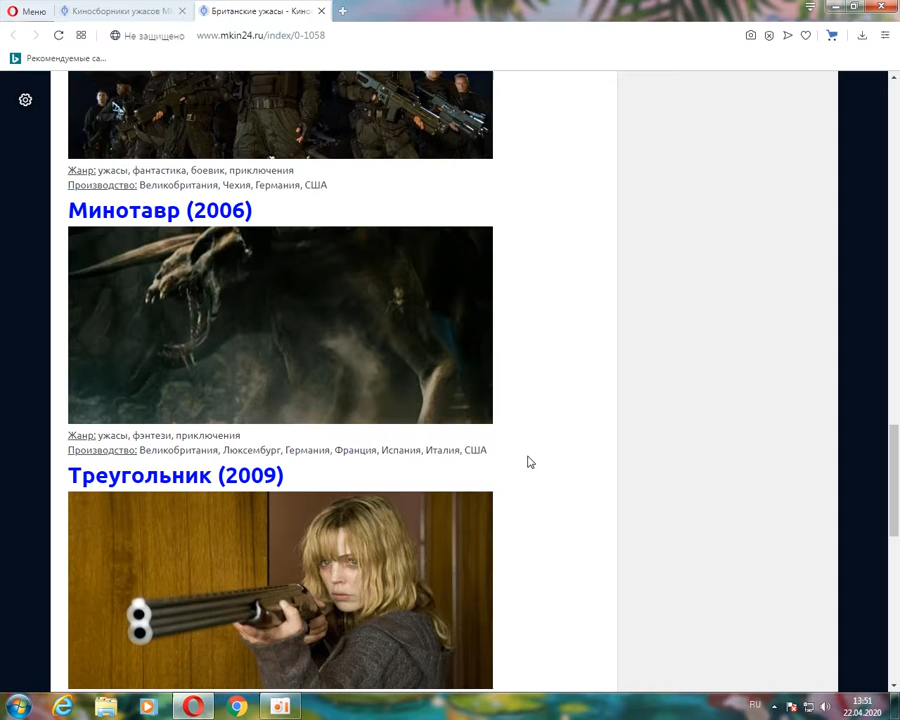 Меню
Киносборники ужасов М
Британские ужасы - Кино
Не защищено
www.mkin24.ru/index/0-1058
Рекомендуемые са...
Жанр: ужасы, фантастика, боевик, приключения
Производство: Великобритания, Чехия, Германия, США
Минотавр (2006)
Жанр: ужасы, фэнтези, приключения
Производство: Великобритания, Люксембург, Германия, Франция, Испания, Италия, США
Треугольник (2009)
RU
13:51
22.04.2020